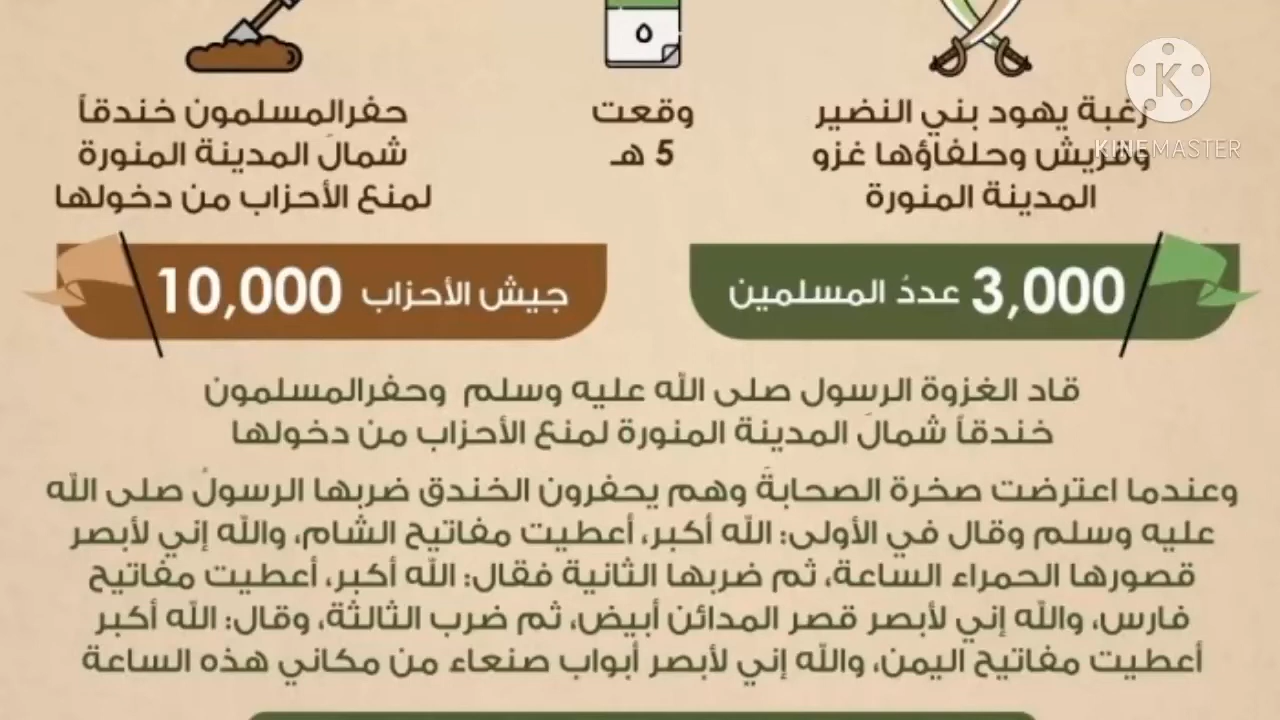 ٥
K
KINEMASTER
رغبة يهود بني النضير
وقريش وحلفاؤها غزو
المدينة المنورة
وقعت
5 هـ
حفرالمسلمون خندقاً
شمالَ المدينة المنورة
لمنع الأحزاب من دخولها
3,000 عددُ المسلمين
جيش الأحزاب 10,000
قاد الغزوة الرسول صلى الله عليه وسلم وحفرالمسلمون
خندقاً شمالَ المدينة المنورة لمنع الأحزاب من دخولها
وعندما اعترضت صخرة الصحابةَ وهم يحفرون الخندق ضربها الرسولُ صلى الله
عليه وسلم وقال في الأولى: الله أكبر، أعطيت مفاتيح الشام، والله إني لأبصر
قصورها الحمراء الساعة، ثم ضربها الثانية فقال: الله أكبر، أعطيت مفاتيح
فارس، والله إني لأبصر قصر المدائن أبيض، ثم ضرب الثالثة، وقال: الله أكبر
أعطيت مفاتيح اليمن، والله إني لأبصر أبواب صنعاء من مكاني هذه الساعة